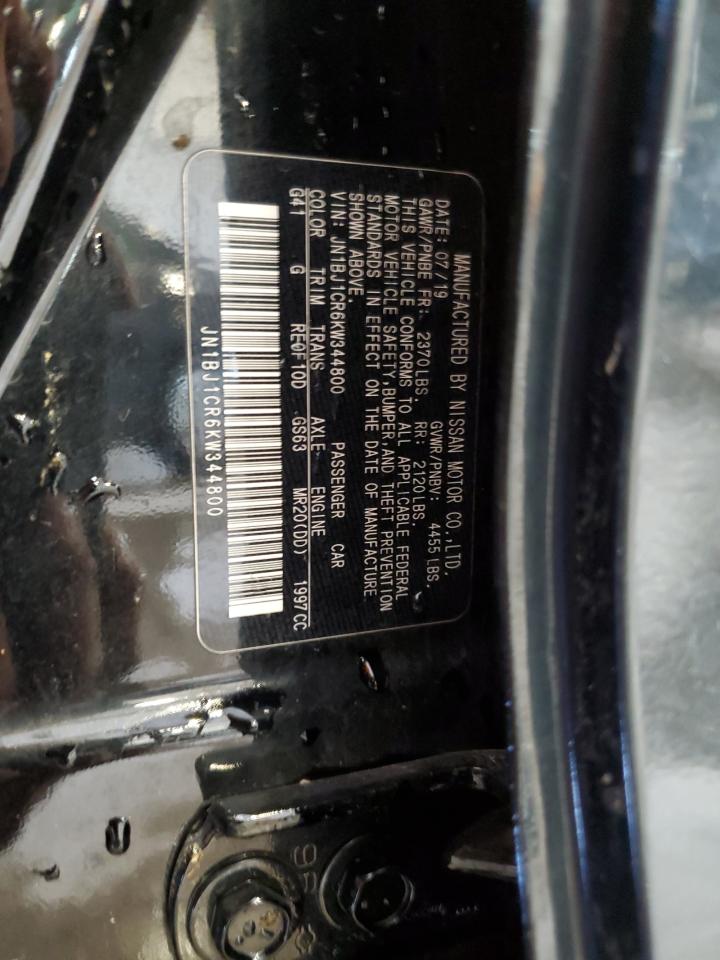 MANUFACTURED BY NISSAN MOTOR CO.,LTD.
DATE: 07/19 GVWR/PNBV: 4455 LBS.
GAWR/PNBE FR: 2370LBS. RR: 2120LBS.
THIS VEHICLE CONFORMS TO ALL APPLICABLE FEDERAL
MOTOR VEHICLE SAFETY,BUMPER,AND THEFT PREVENTION
STANDARDS IN EFFECT ON THE DATE OF MANUFACTURE
SHOWN ABOVE.
VIN: JN1BJ1CR6KW344800 PASSENGER CAR
COLOR TRIM TRANS AXLE ENGINE
G41 G RE0F10D GS63 MR20(DD) 1997CC
JN1BJ1CR6KW344800